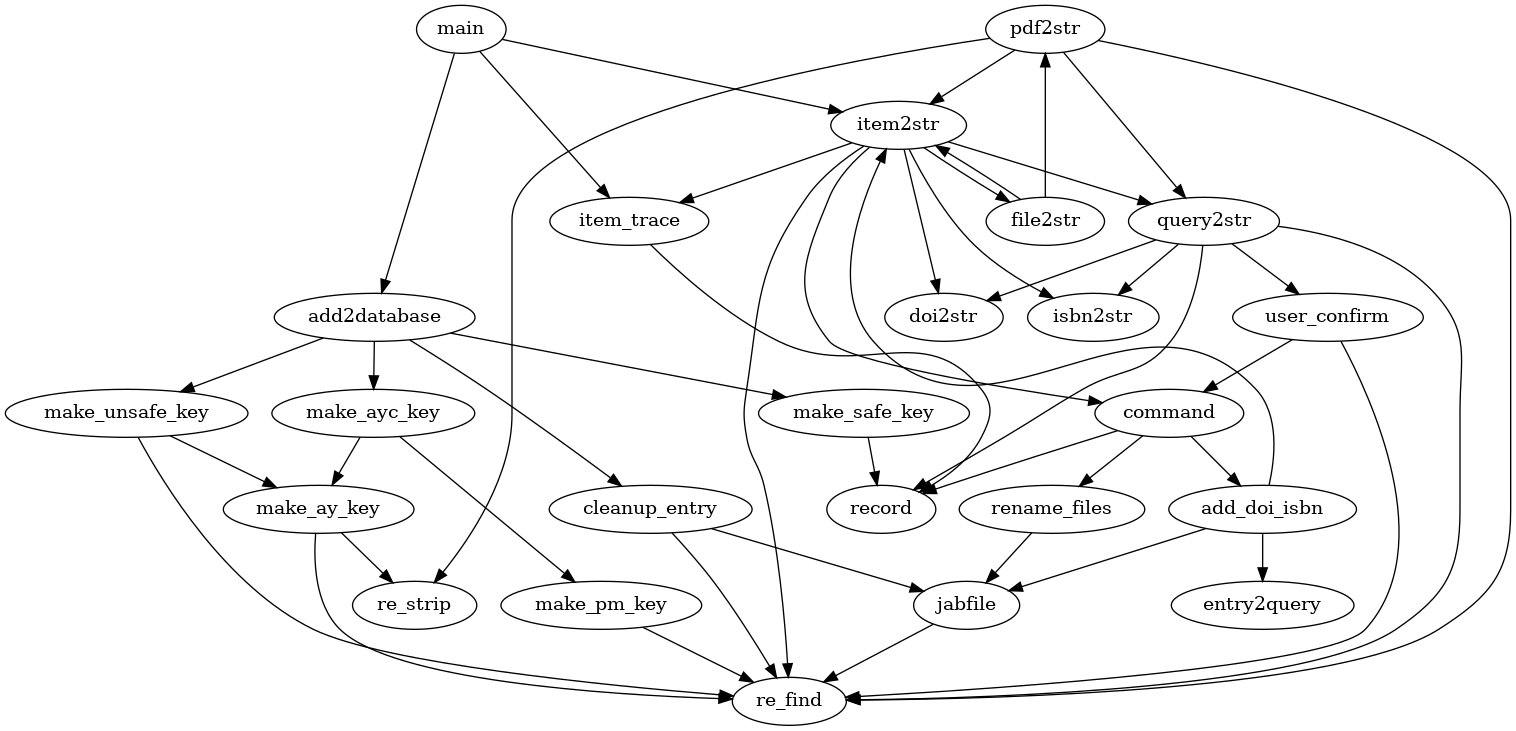 main
pdf2str
item2str
item_trace
file2str
query2str
add2database
doi2str
isbn2str
user_confirm
make_unsafe_key
make_ayc_key
make_safe_key
command
make_ay_key
cleanup_entry
record
rename_files
add_doi_isbn
re_strip
make_pm_key
jabfile
entry2query
re_find